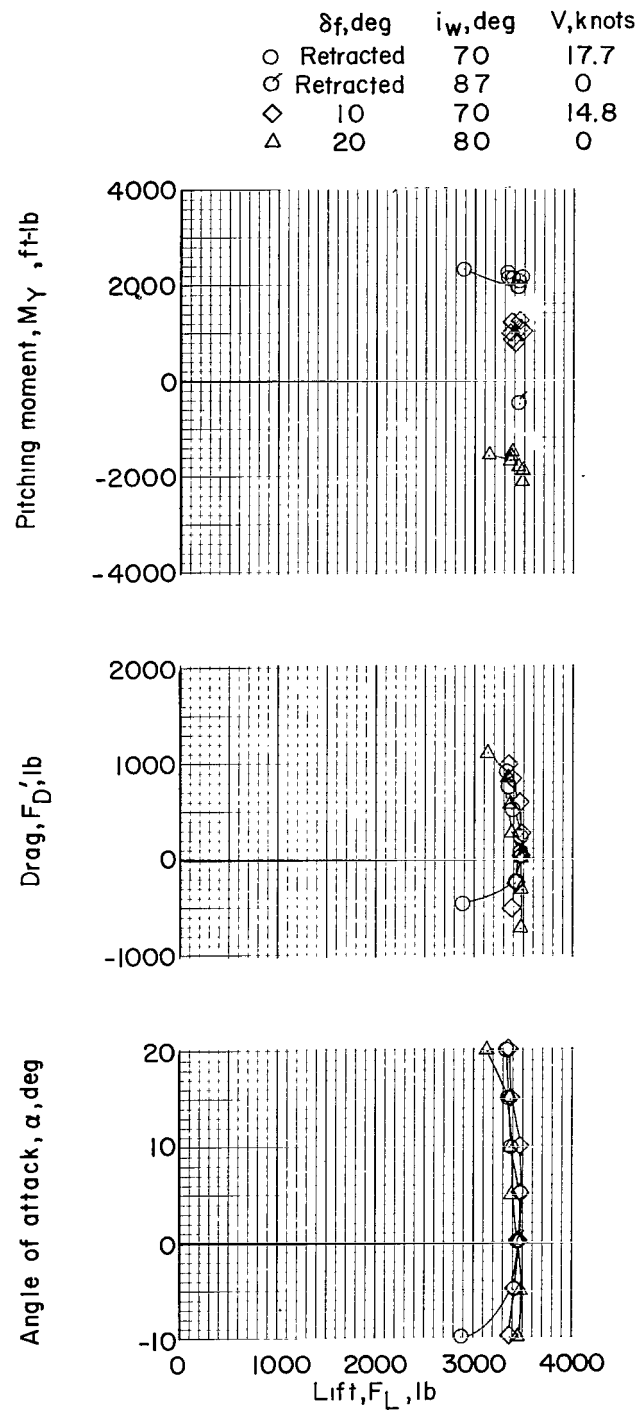 δf,deg iw,deg V,knots
Retracted 70 17.7
Retracted 87 0
10 70 14.8
20 80 0
Pitching moment, MY, ft-lb
4000
2000
0
-2000
-4000
Drag, FD′, lb
2000
1000
0
-1000
Angle of attack, α, deg
20
10
0
-10
0 1000 2000 3000 4000
Lift, FL, lb